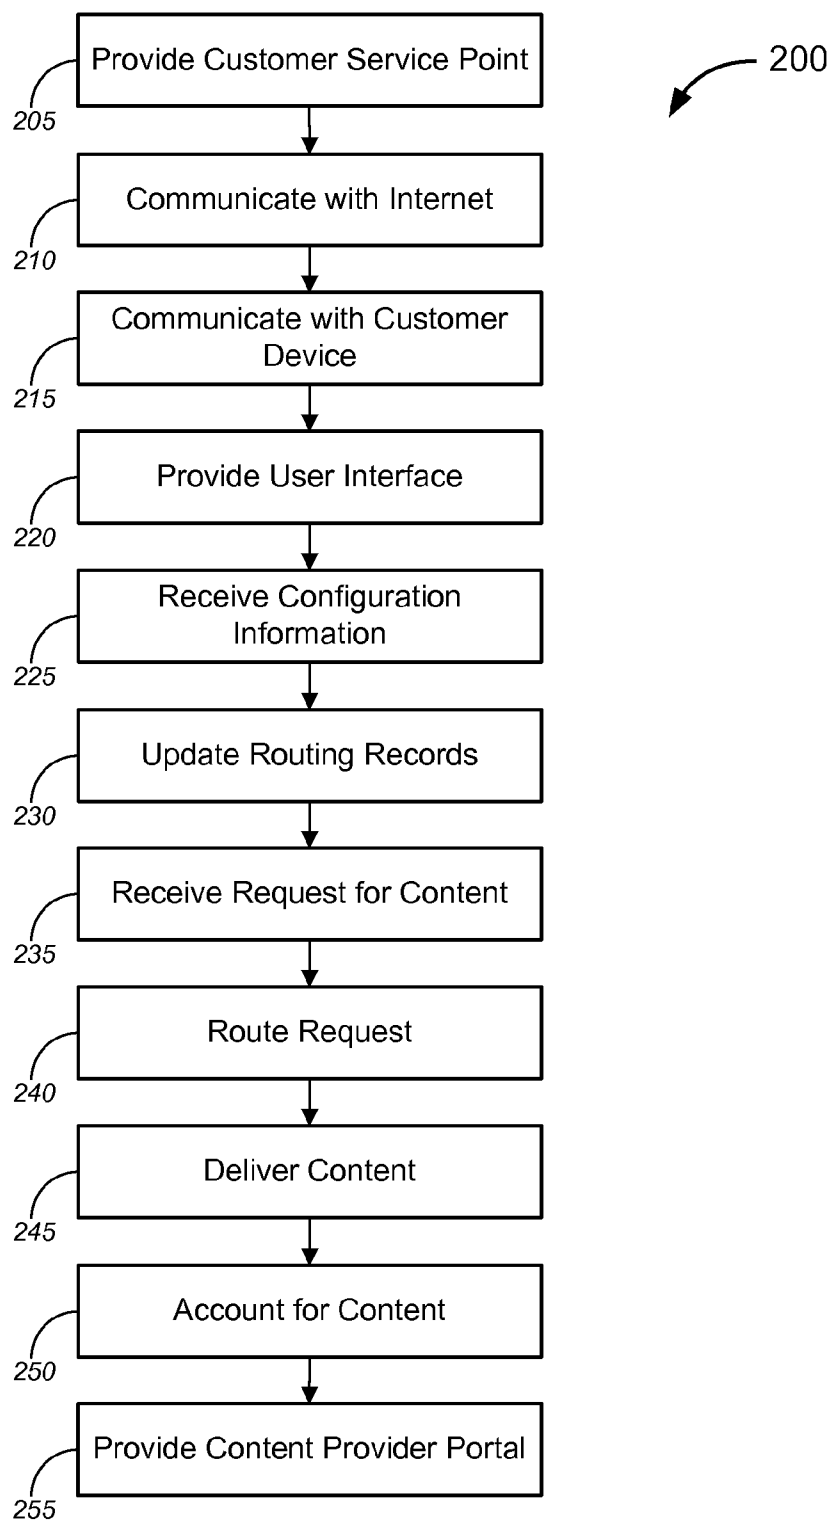 Provide Customer Service Point
200
205
Communicate with Internet
210
Communicate with Customer
Device
215
Provide User Interface
220
Receive Configuration
Information
225
Update Routing Records
230
Receive Request for Content
235
Route Request
240
Deliver Content
245
Account for Content
250
Provide Content Provider Portal
255